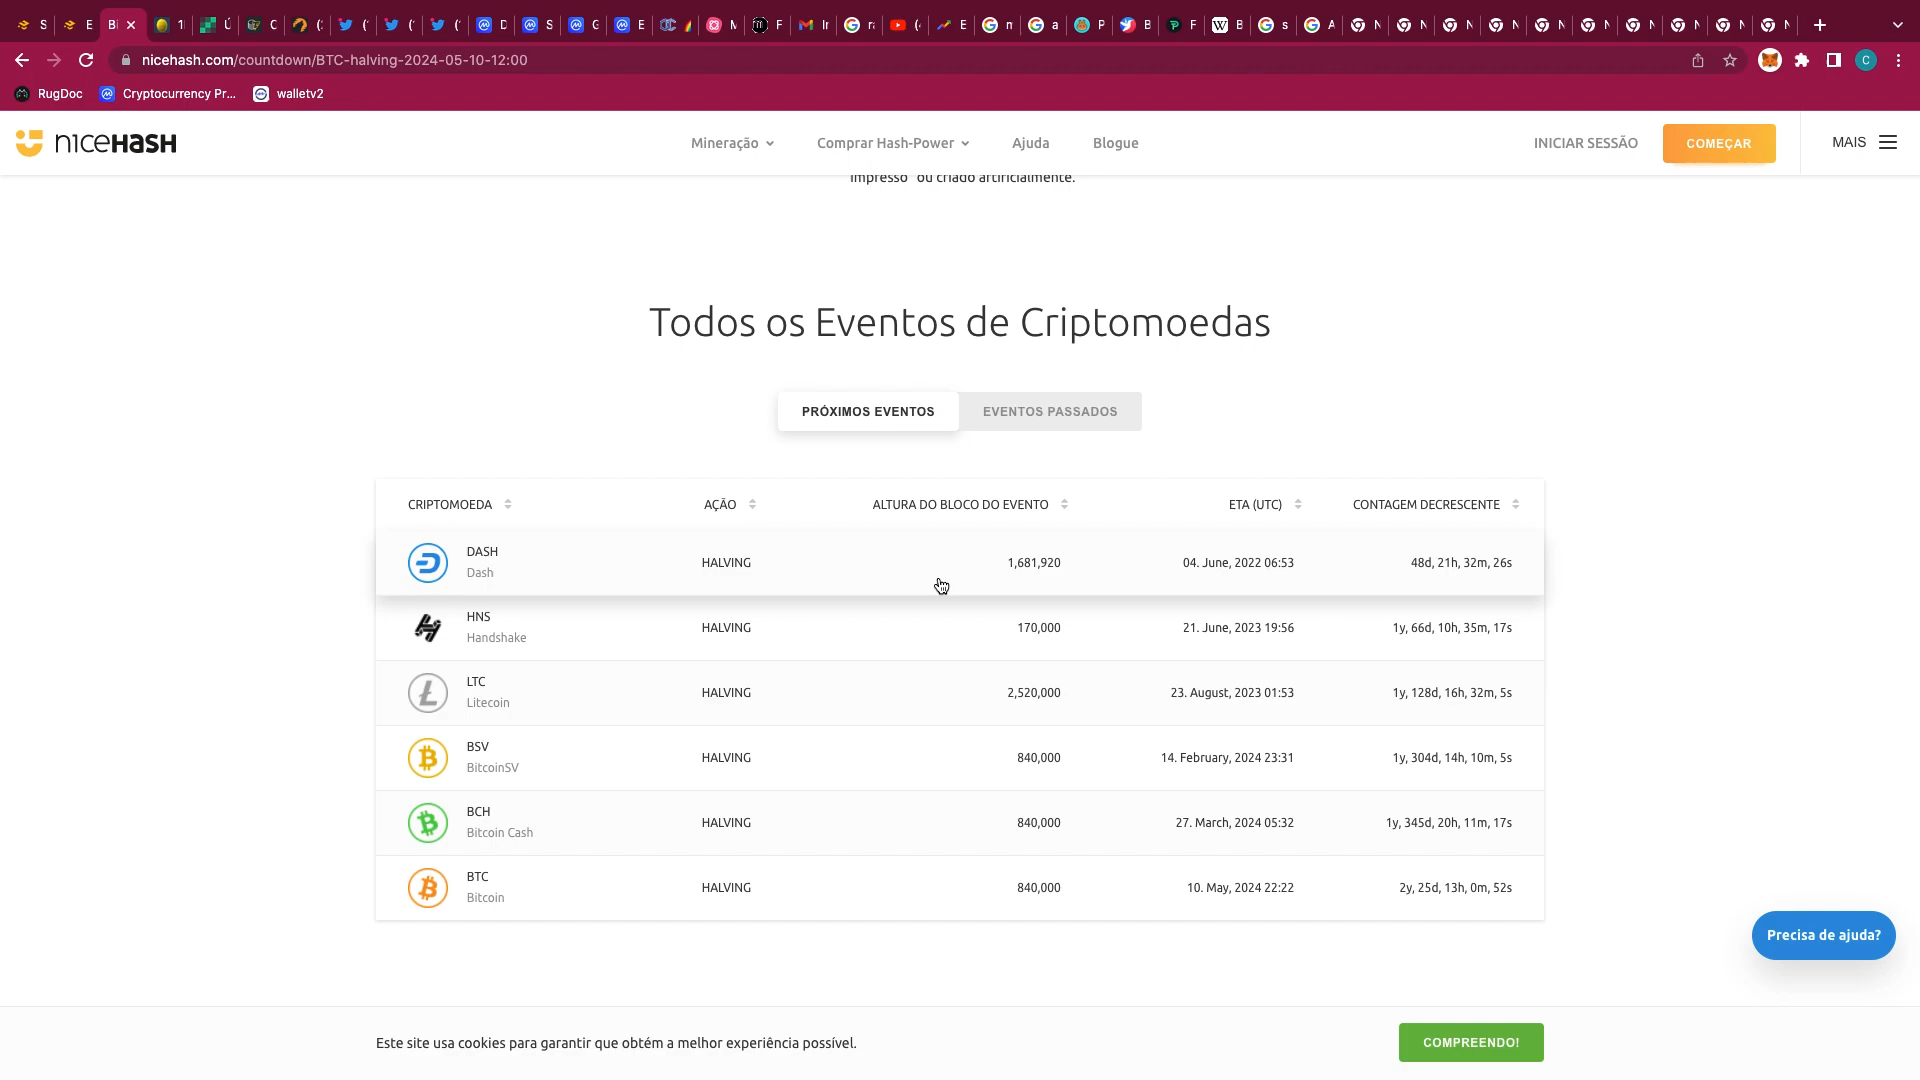 nicehash.com/countdown/BTC-halving-2024-05-10-12:00
RugDoc
Cryptocurrency Pr...
walletv2
niceHASH
Mineração
Comprar Hash-Power
Ajuda
Blogue
INICIAR SESSÃO
COMEÇAR
MAIS
impresso" ou criado artificialmente.
Todos os Eventos de Criptomoedas
PRÓXIMOS EVENTOS
EVENTOS PASSADOS
CRIPTOMOEDA AÇÃO ALTURA DO BLOCO DO EVENTO ETA (UTC) CONTAGEM DECRESCENTE
DASH
Dash
HALVING 1,681,920 04. June, 2022 06:53 48d, 21h, 32m, 26s
HNS
Handshake
HALVING 170,000 21. June, 2023 19:56 1y, 66d, 10h, 35m, 17s
LTC
Litecoin
HALVING 2,520,000 23. August, 2023 01:53 1y, 128d, 16h, 32m, 5s
BSV
BitcoinSV
HALVING 840,000 14. February, 2024 23:31 1y, 304d, 14h, 10m, 5s
BCH
Bitcoin Cash
HALVING 840,000 27. March, 2024 05:32 1y, 345d, 20h, 11m, 17s
BTC
Bitcoin
HALVING 840,000 10. May, 2024 22:22 2y, 25d, 13h, 0m, 52s
Precisa de ajuda?
Este site usa cookies para garantir que obtém a melhor experiência possível.
COMPREENDO!